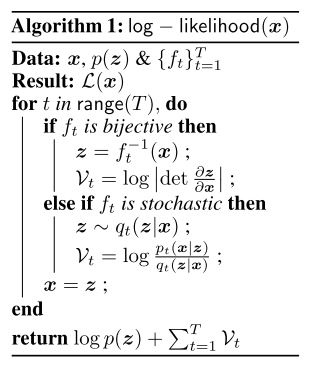 Algorithm 1: log − likelihood(x)
Data: x, p(z) & {f_t}_{t=1}^T
Result: ℒ(x)
for t in range(T), do
if f_t is bijective then
z = f_t^{-1}(x) ;
𝒱_t = log |det ∂z/∂x| ;
else if f_t is stochastic then
z ∼ q_t(z|x) ;
𝒱_t = log p_t(x|z)/q_t(z|x) ;
x = z ;
end
return log p(z) + ∑_{t=1}^T 𝒱_t